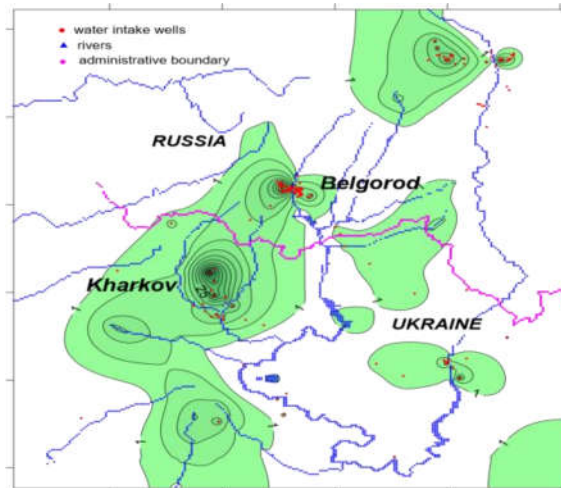 water intake wells
rivers
administrative boundary
RUSSIA
Belgorod
Kharkov
UKRAINE